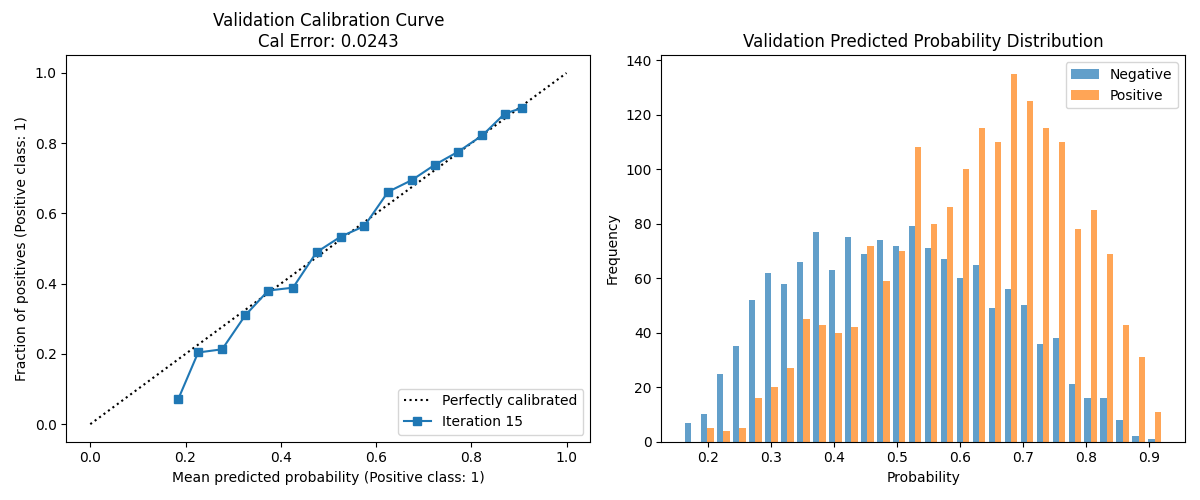 Validation Calibration Curve
Cal Error: 0.0243
Fraction of positives (Positive class: 1)
1.0
0.8
0.6
0.4
0.2
0.0
Perfectly calibrated
Iteration 15
0.0 0.2 0.4 0.6 0.8 1.0
Mean predicted probability (Positive class: 1)
Validation Predicted Probability Distribution
Frequency
140
120
100
80
60
40
20
0
Negative
Positive
0.2 0.3 0.4 0.5 0.6 0.7 0.8 0.9
Probability